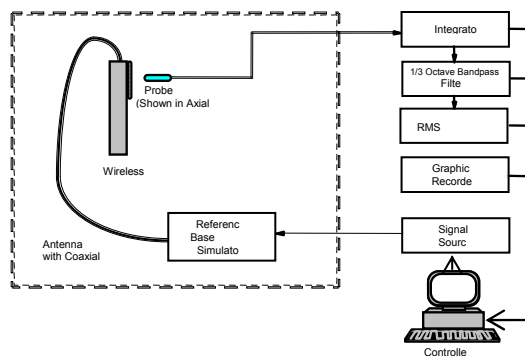 Integrato
1/3 Octave Bandpass
Filte
RMS
Graphic
Recorde
Probe
(Shown in Axial
Wireless
Referenc
Base
Simulato
Antenna
with Coaxial
Signal
Sourc
Controlle